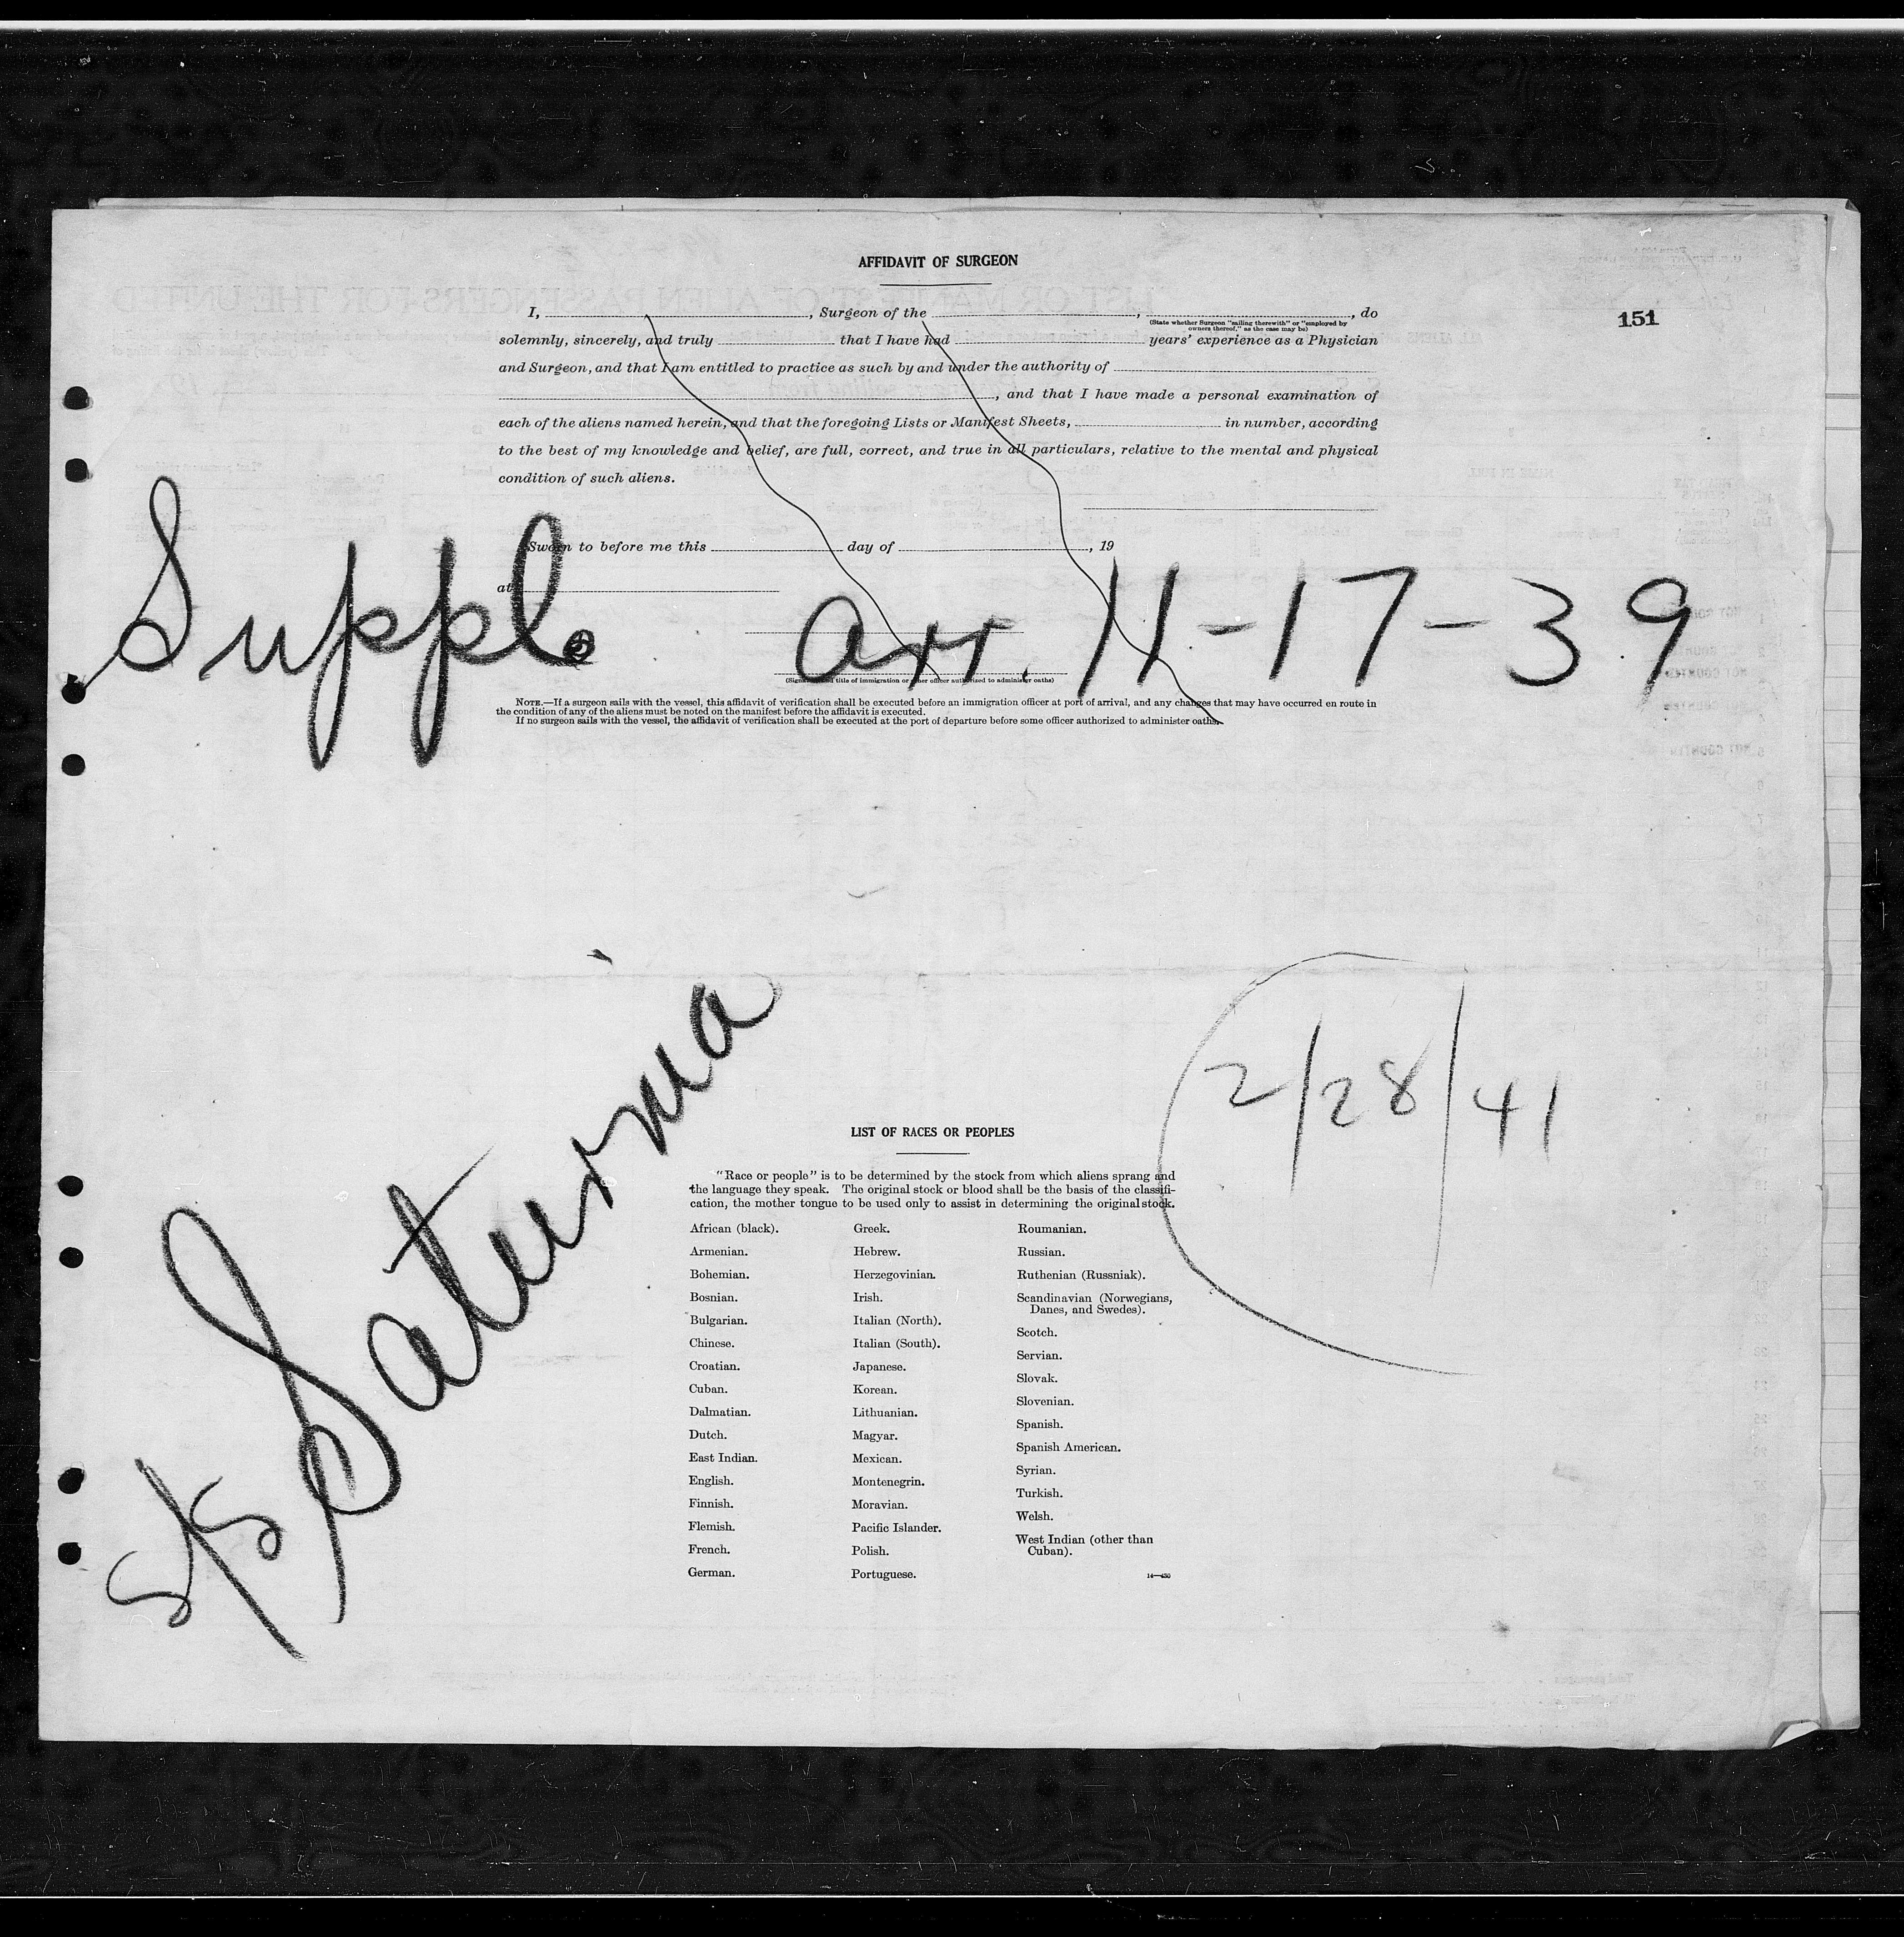 AFFIDAVIT OF SURGEON
151
I, , Surgeon of the , , do
(State whether Surgeon "sailing therewith" or "employed by
owners thereof," as the case may be)
solemnly, sincerely, and truly that I have had years' experience as a Physician
and Surgeon, and that I am entitled to practice as such by and under the authority of
, and that I have made a personal examination of
each of the aliens named herein, and that the foregoing Lists or Manifest Sheets, in number, according
to the best of my knowledge and belief, are full, correct, and true in all particulars, relative to the mental and physical
condition of such aliens.
Sworn to before me this day of , 19
at
Suppl. Arr. 11-17-39
(Signature and title of immigration or other officer authorized to administer oaths)
NOTE.—If a surgeon sails with the vessel, this affidavit of verification shall be executed before an immigration officer at port of arrival, and any changes that may have occurred en route in
the condition of any of the aliens must be noted on the manifest before the affidavit is executed.
If no surgeon sails with the vessel, the affidavit of verification shall be executed at the port of departure before some officer authorized to administer oaths.
S/S Saturnia
2/28/41
LIST OF RACES OR PEOPLES
"Race or people" is to be determined by the stock from which aliens sprang and
the language they speak. The original stock or blood shall be the basis of the classifi-
cation, the mother tongue to be used only to assist in determining the original stock.
African (black).
Armenian.
Bohemian.
Bosnian.
Bulgarian.
Chinese.
Croatian.
Cuban.
Dalmatian.
Dutch.
East Indian.
English.
Finnish.
Flemish.
French.
German.
Greek.
Hebrew.
Herzegovinian.
Irish.
Italian (North).
Italian (South).
Japanese.
Korean.
Lithuanian.
Magyar.
Mexican.
Montenegrin.
Moravian.
Pacific Islander.
Polish.
Portuguese.
Roumanian.
Russian.
Ruthenian (Russniak).
Scandinavian (Norwegians,
Danes, and Swedes).
Scotch.
Servian.
Slovak.
Slovenian.
Spanish.
Spanish American.
Syrian.
Turkish.
Welsh.
West Indian (other than
Cuban).